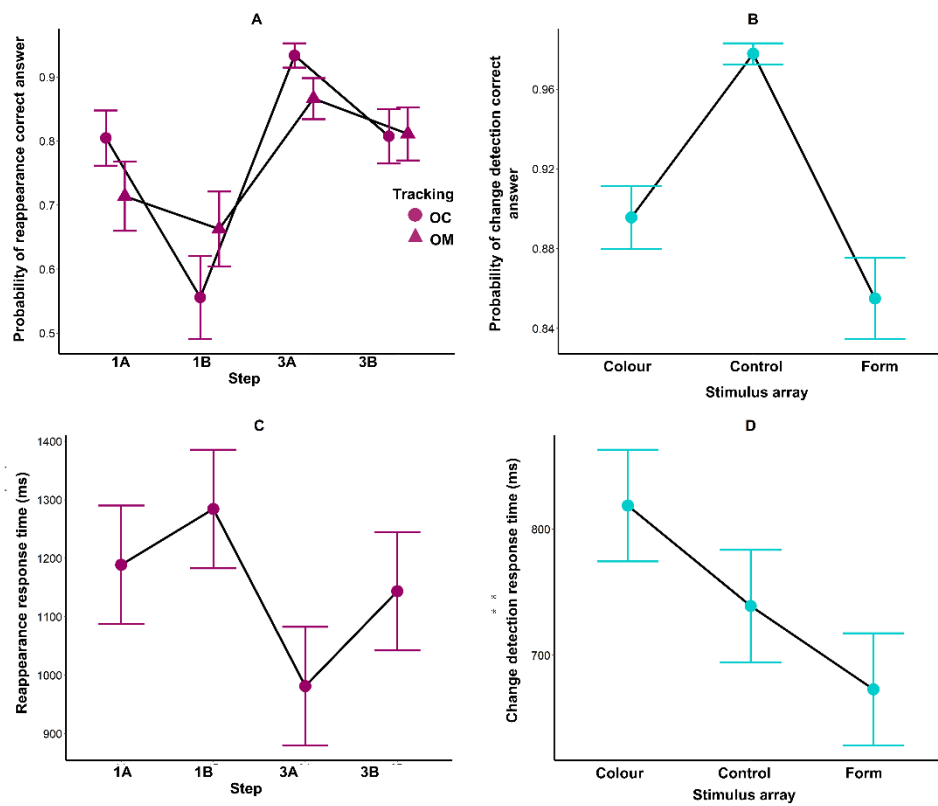 A
Probability of reappearance correct answer
0.9
0.8
0.7
0.6
0.5
Tracking
OC
OM
1A 1B 3A 3B
Step
B
Probability of change detection correct
answer
0.96
0.92
0.88
0.84
Colour Control Form
Stimulus array
C
Reappearance response time (ms)
1400
1300
1200
1100
1000
900
1A 1B 3A 3B
Step
D
Change detection response time (ms)
* *
800
700
Colour Control Form
Stimulus array